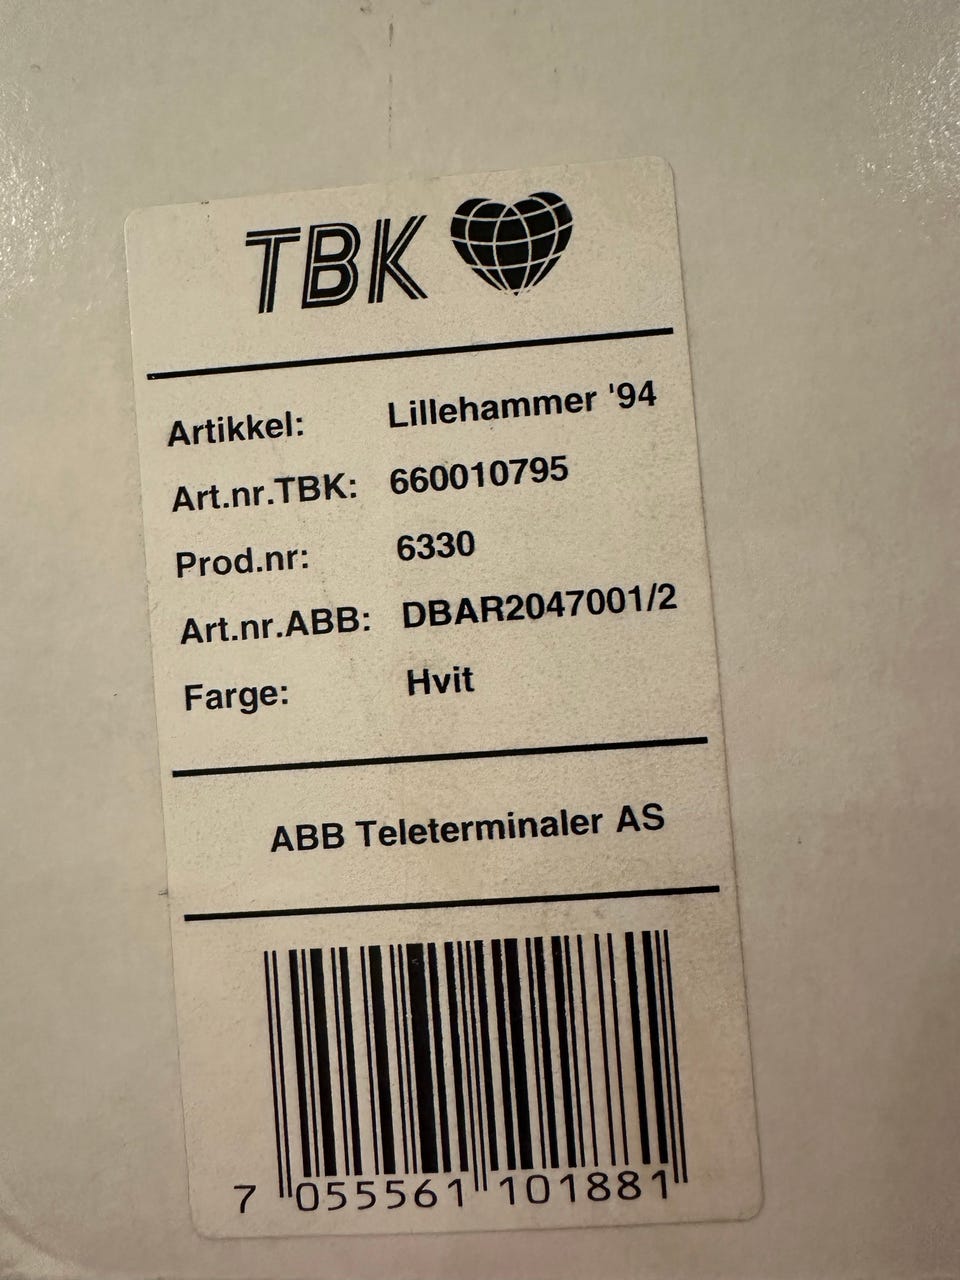 TBK
Artikkel: Lillehammer '94
Art.nr.TBK: 660010795
Prod.nr: 6330
Art.nr.ABB: DBAR2047001/2
Farge: Hvit
ABB Teleterminaler AS
7 055561 101881